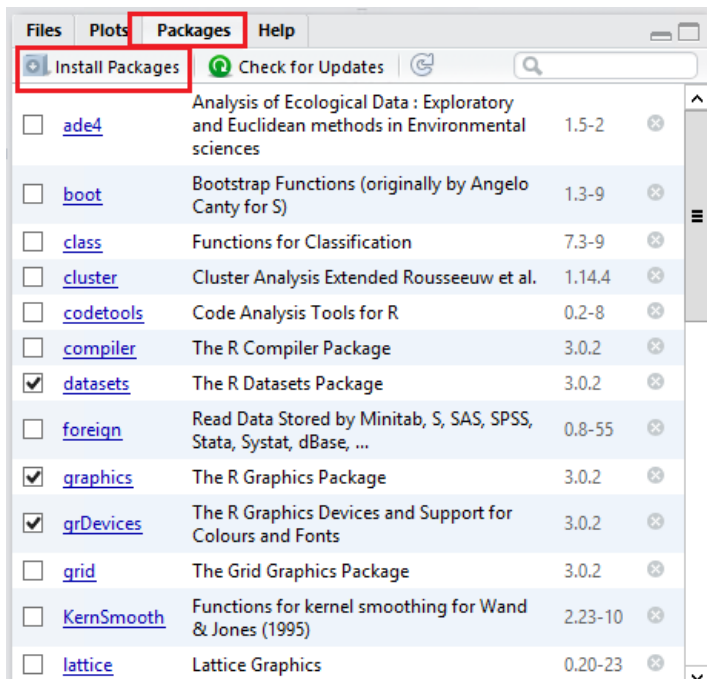 Files Plots Packages Help
Install Packages Check for Updates
Analysis of Ecological Data : Exploratory
ade4 and Euclidean methods in Environmental 1.5-2
sciences
boot Bootstrap Functions (originally by Angelo 1.3-9
Canty for S)
class Functions for Classification 7.3-9
cluster Cluster Analysis Extended Rousseeuw et al. 1.14.4
codetools Code Analysis Tools for R 0.2-8
compiler The R Compiler Package 3.0.2
datasets The R Datasets Package 3.0.2
foreign Read Data Stored by Minitab, S, SAS, SPSS, 0.8-55
Stata, Systat, dBase, ...
graphics The R Graphics Package 3.0.2
grDevices The R Graphics Devices and Support for 3.0.2
Colours and Fonts
grid The Grid Graphics Package 3.0.2
KernSmooth Functions for kernel smoothing for Wand 2.23-10
& Jones (1995)
lattice Lattice Graphics 0.20-23